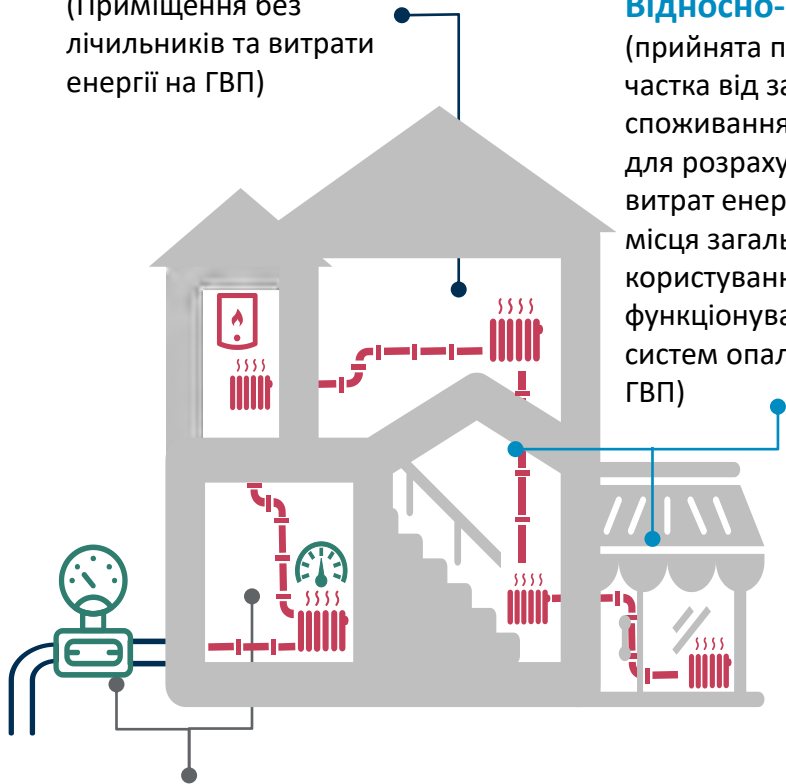 (Приміщення без
лічильників та витрати
енергії на ГВП)
Відносно-
(прийнята п
частка від за
споживання
для розраху
витрат енер
місця загаль
користуванн
функціонува
систем опал
ГВП)